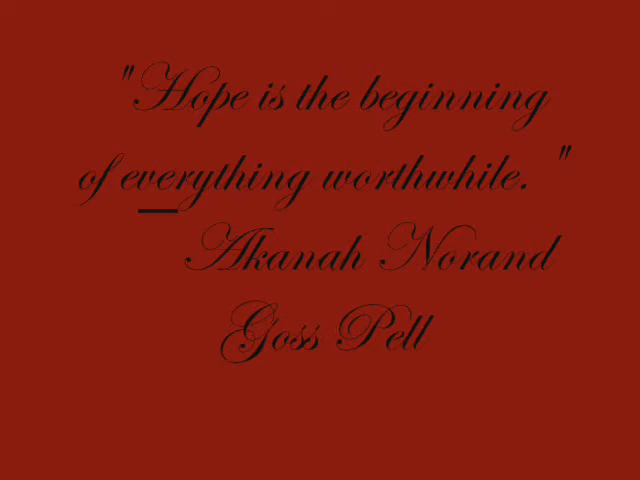 "Hope is the beginning
of everything worthwhile. "
_ Akanah Norand
Goss Pell